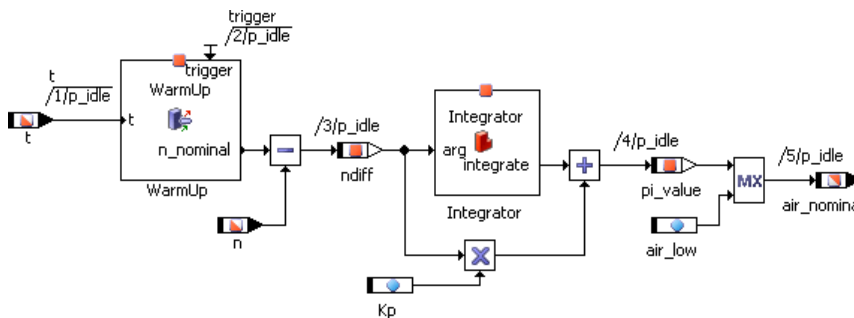 trigger
/2/p_idle
t
/1/p_idle
trigger
WarmUp
t
t
n_nominal
WarmUp
n
/3/p_idle
ndiff
Integrator
arg
integrate
Integrator
/4/p_idle
pi_value
Kp
MX
air_low
/5/p_idle
air_nomina